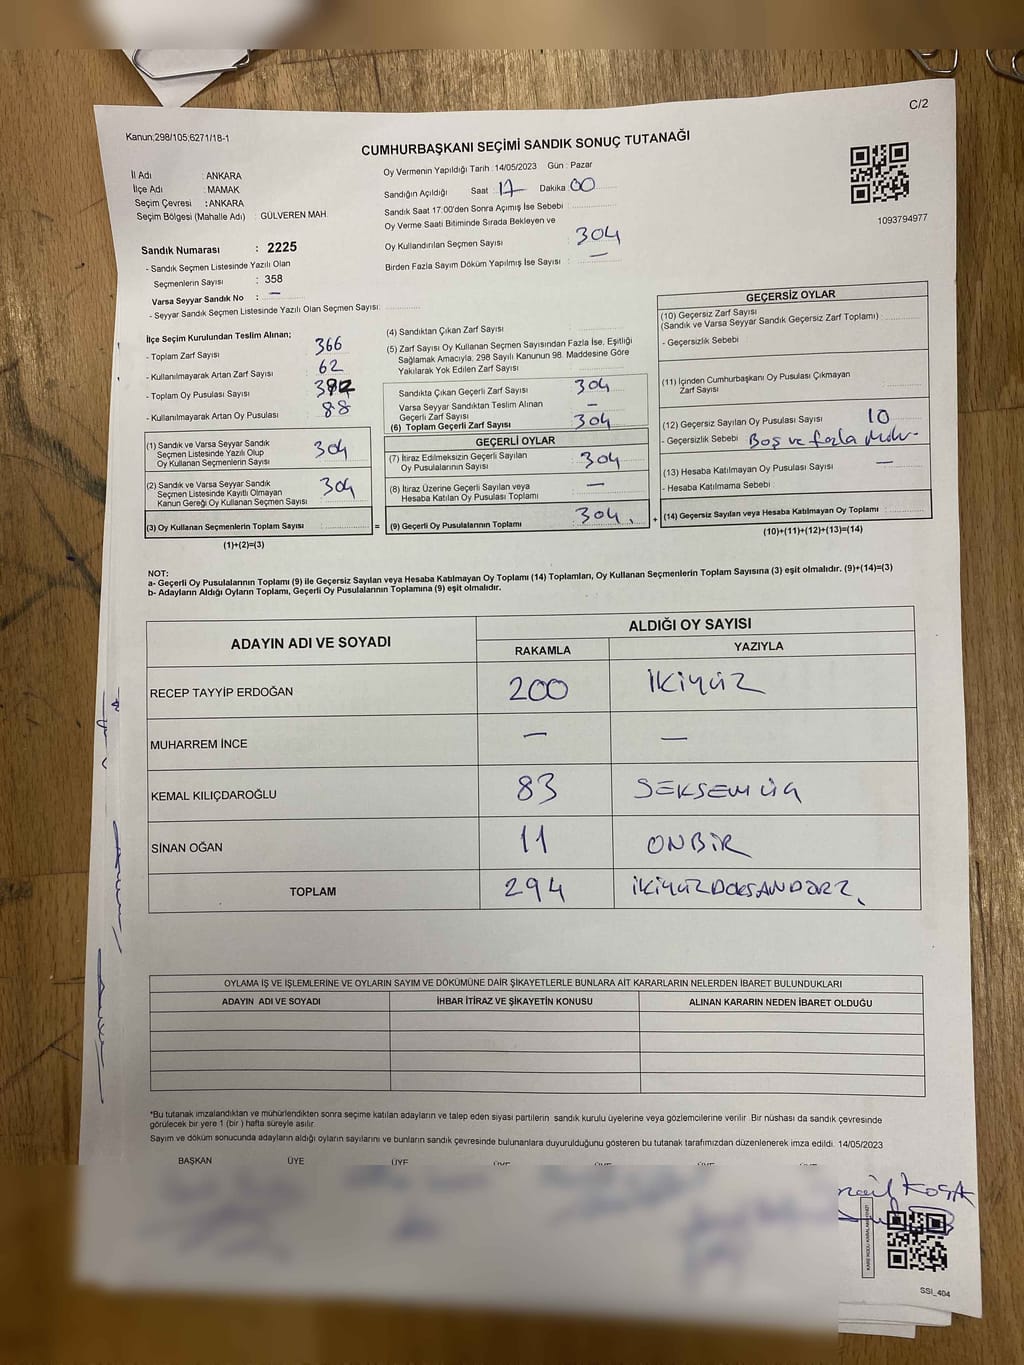 C/2
Kanun;298/105;6271/18-1
CUMHURBAŞKANI SEÇİMİ SANDIK SONUÇ TUTANAĞI
İl Adı : ANKARA
İlçe Adı : MAMAK
Seçim Çevresi : ANKARA
Seçim Bölgesi (Mahalle Adı) : GÜLVEREN MAH.
Sandık Numarası : 2225
- Sandık Seçmen Listesinde Yazılı Olan
Seçmenlerin Sayısı : 358
Varsa Seyyar Sandık No : —
- Seyyar Sandık Seçmen Listesinde Yazılı Olan Seçmen Sayısı:
Oy Vermenin Yapıldığı Tarih : 14/05/2023 Gün : Pazar
Sandığın Açıldığı Saat : 17 Dakika 00
Sandık Saat 17:00'den Sonra Açımış İse Sebebi :
Oy Verme Saati Bitiminde Sırada Bekleyen ve
Oy Kullandırılan Seçmen Sayısı : 304
Birden Fazla Sayım Döküm Yapılmış İse Sayısı : —
1093794977
İlçe Seçim Kurulundan Teslim Alınan;
- Toplam Zarf Sayısı : 366
- Kullanılmayarak Artan Zarf Sayısı : 62
- Toplam Oy Pusulası Sayısı : 392
- Kullanılmayarak Artan Oy Pusulası : 88
(1) Sandık ve Varsa Seyyar Sandık
Seçmen Listesinde Yazılı Olup
Oy Kullanan Seçmenlerin Sayısı : 304
(2) Sandık ve Varsa Seyyar Sandık
Seçmen Listesinde Kayıtlı Olmayan
Kanun Gereği Oy Kullanan Seçmen Sayısı : 304
(3) Oy Kullanan Seçmenlerin Toplam Sayısı : =
(1)+(2)=(3)
(4) Sandıktan Çıkan Zarf Sayısı :
(5) Zarf Sayısı Oy Kullanan Seçmen Sayısından Fazla İse, Eşitliği
Sağlamak Amacıyla; 298 Sayılı Kanunun 98. Maddesine Göre
Yakılarak Yok Edilen Zarf Sayısı :
Sandıkta Çıkan Geçerli Zarf Sayısı : 304
Varsa Seyyar Sandıktan Teslim Alınan
Geçerli Zarf Sayısı : —
(6) Toplam Geçerli Zarf Sayısı : 304
GEÇERLİ OYLAR
(7) İtiraz Edilmeksizin Geçerli Sayılan
Oy Pusulalarının Sayısı : 304
(8) İtiraz Üzerine Geçerli Sayılan veya
Hesaba Katılan Oy Pusulası Toplamı : —
(9) Geçerli Oy Pusulalarının Toplamı : 304. +
GEÇERSİZ OYLAR
(10) Geçersiz Zarf Sayısı
(Sandık ve Varsa Seyyar Sandık Geçersiz Zarf Toplamı) :
- Geçersizlik Sebebi :
(11) İçinden Cumhurbaşkanı Oy Pusulası Çıkmayan
Zarf Sayısı :
(12) Geçersiz Sayılan Oy Pusulası Sayısı : 10
- Geçersizlik Sebebi : Boş ve fazla Mühr-
(13) Hesaba Katılmayan Oy Pusulası Sayısı : —
- Hesaba Katılmama Sebebi :
(14) Geçersiz Sayılan veya Hesaba Katılmayan Oy Toplamı :
(10)+(11)+(12)+(13)=(14)
NOT:
a- Geçerli Oy Pusulalarının Toplamı (9) ile Geçersiz Sayılan veya Hesaba Katılmayan Oy Toplamı (14) Toplamları, Oy Kullanan Seçmenlerin Toplam Sayısına (3) eşit olmalıdır. (9)+(14)=(3)
b- Adayların Aldığı Oyların Toplamı, Geçerli Oy Pusulalarının Toplamına (9) eşit olmalıdır.
ADAYIN ADI VE SOYADI
ALDIĞI OY SAYISI
RAKAMLA YAZIYLA
RECEP TAYYİP ERDOĞAN 200 İKİYÜZ
MUHARREM İNCE — —
KEMAL KILIÇDAROĞLU 83 SEKSENÜÇ
SİNAN OĞAN 11 ONBİR
TOPLAM 294 İKİYÜZDOKSANDÖRT
OYLAMA İŞ VE İŞLEMLERİNE VE OYLARIN SAYIM VE DÖKÜMÜNE DAİR ŞİKAYETLERLE BUNLARA AİT KARARLARIN NELERDEN İBARET BULUNDUKLARI
ADAYIN ADI VE SOYADI İHBAR İTİRAZ VE ŞİKAYETİN KONUSU ALINAN KARARIN NEDEN İBARET OLDUĞU
*Bu tutanak imzalandıktan ve mühürlendikten sonra seçime katılan adayların ve talep eden siyasi partilerin sandık kurulu üyelerine veya gözlemcilerine verilir. Bir nüshası da sandık çevresinde
görülecek bir yere 1 (bir ) hafta süreyle asılır.
Sayım ve döküm sonucunda adayların aldığı oyların sayılarını ve bunların sandık çevresinde bulunanlara duyurulduğunu gösteren bu tutanak tarafımızdan düzenlenerek imza edildi. 14/05/2023
BAŞKAN ÜYE ÜYE ÜYE ÜYE ÜYE ÜYE
SSI_404